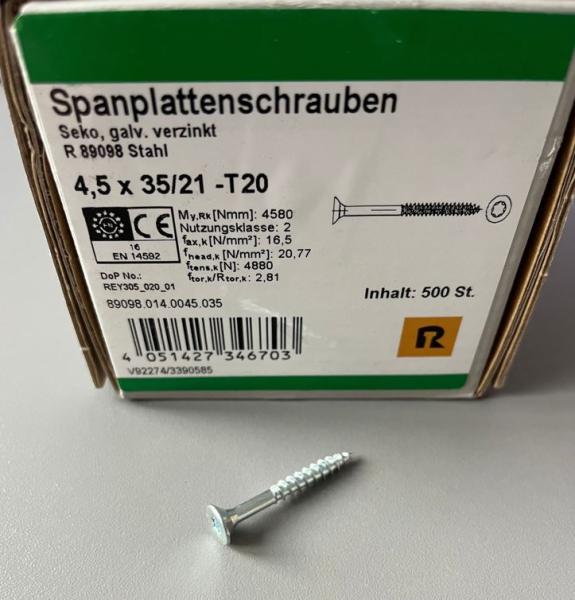 Spanplattenschrauben
Seko, galv. verzinkt
R 89098 Stahl
4,5 x 35/21 -T20
CE
16
EN 14592
My,Rk[Nmm]: 4580
Nutzungsklasse: 2
fax,k[N/mm²]: 16,5
fhead,k[N/mm²]: 20,77
ftens,k[N]: 4880
ftor,k/Rtor,k: 2,81
DoP No.:
REY305_020_01
89098.014.0045.035
Inhalt: 500 St.
4 051427 346703
V92274/3390585